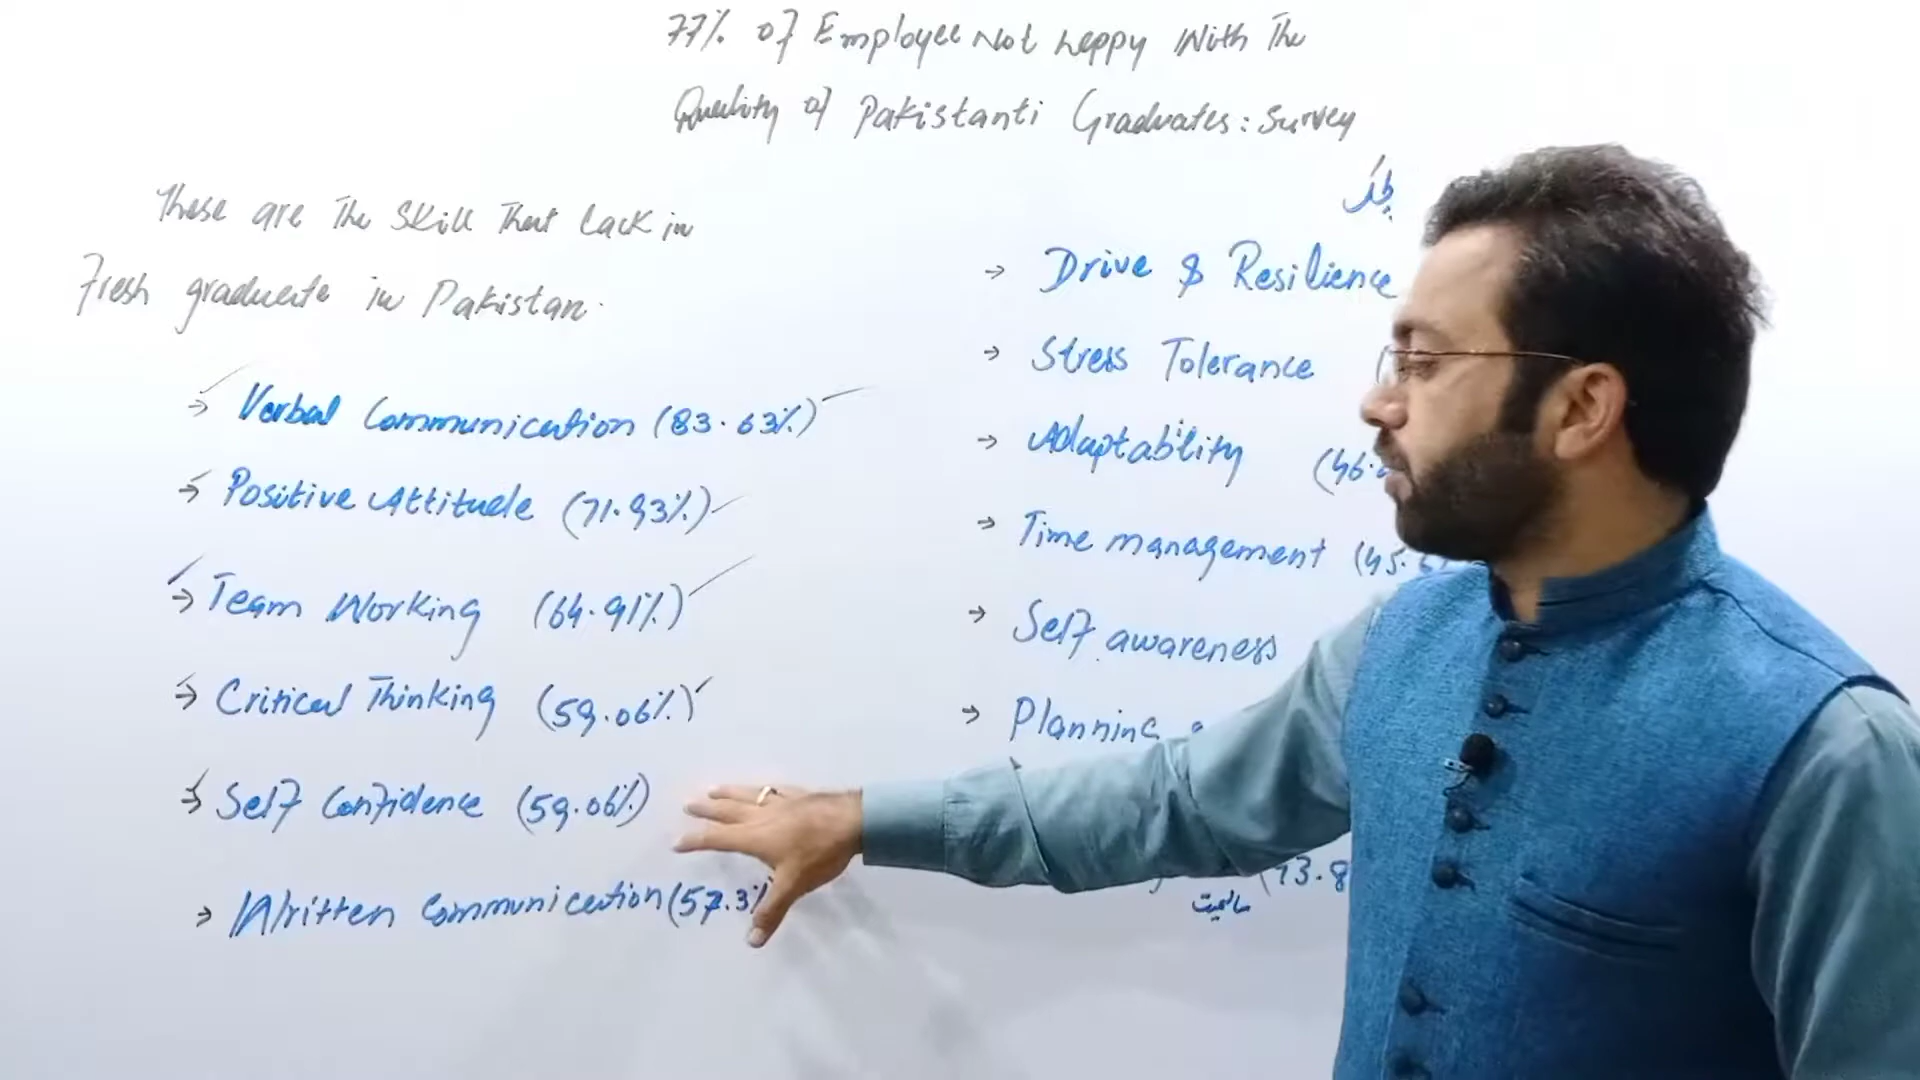 77% of Employee Not happy With The
Quality of Pakistanti Graduates: Survey
These are The Skill That Lack in
Fresh graduate in Pakistan.
→ Verbal Communication (83.63%)
→ Positive Attitude (71.93%)
→ Team Working (64.91%)
→ Critical Thinking (59.06%)
→ Self Confidence (59.06%)
→ Written Communication (57.3%
→ Drive & Resilience
→ Stress Tolerance (
→ Adaptability (46.
→ Time management (45.6
→ Self awareness
→ Planning